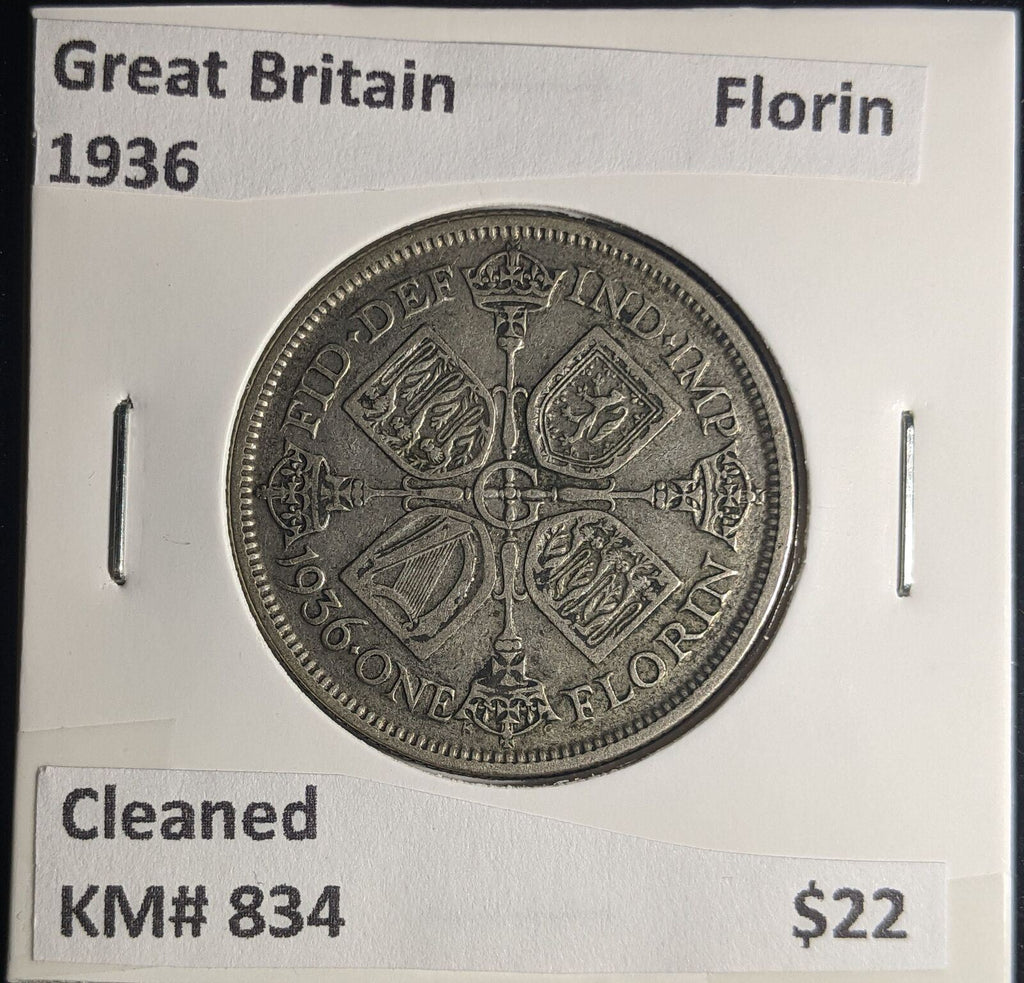 Great Britain Florin
1936
FID·DEF IND·IMP
1936·ONE FLORIN
G
Cleaned
KM# 834 $22